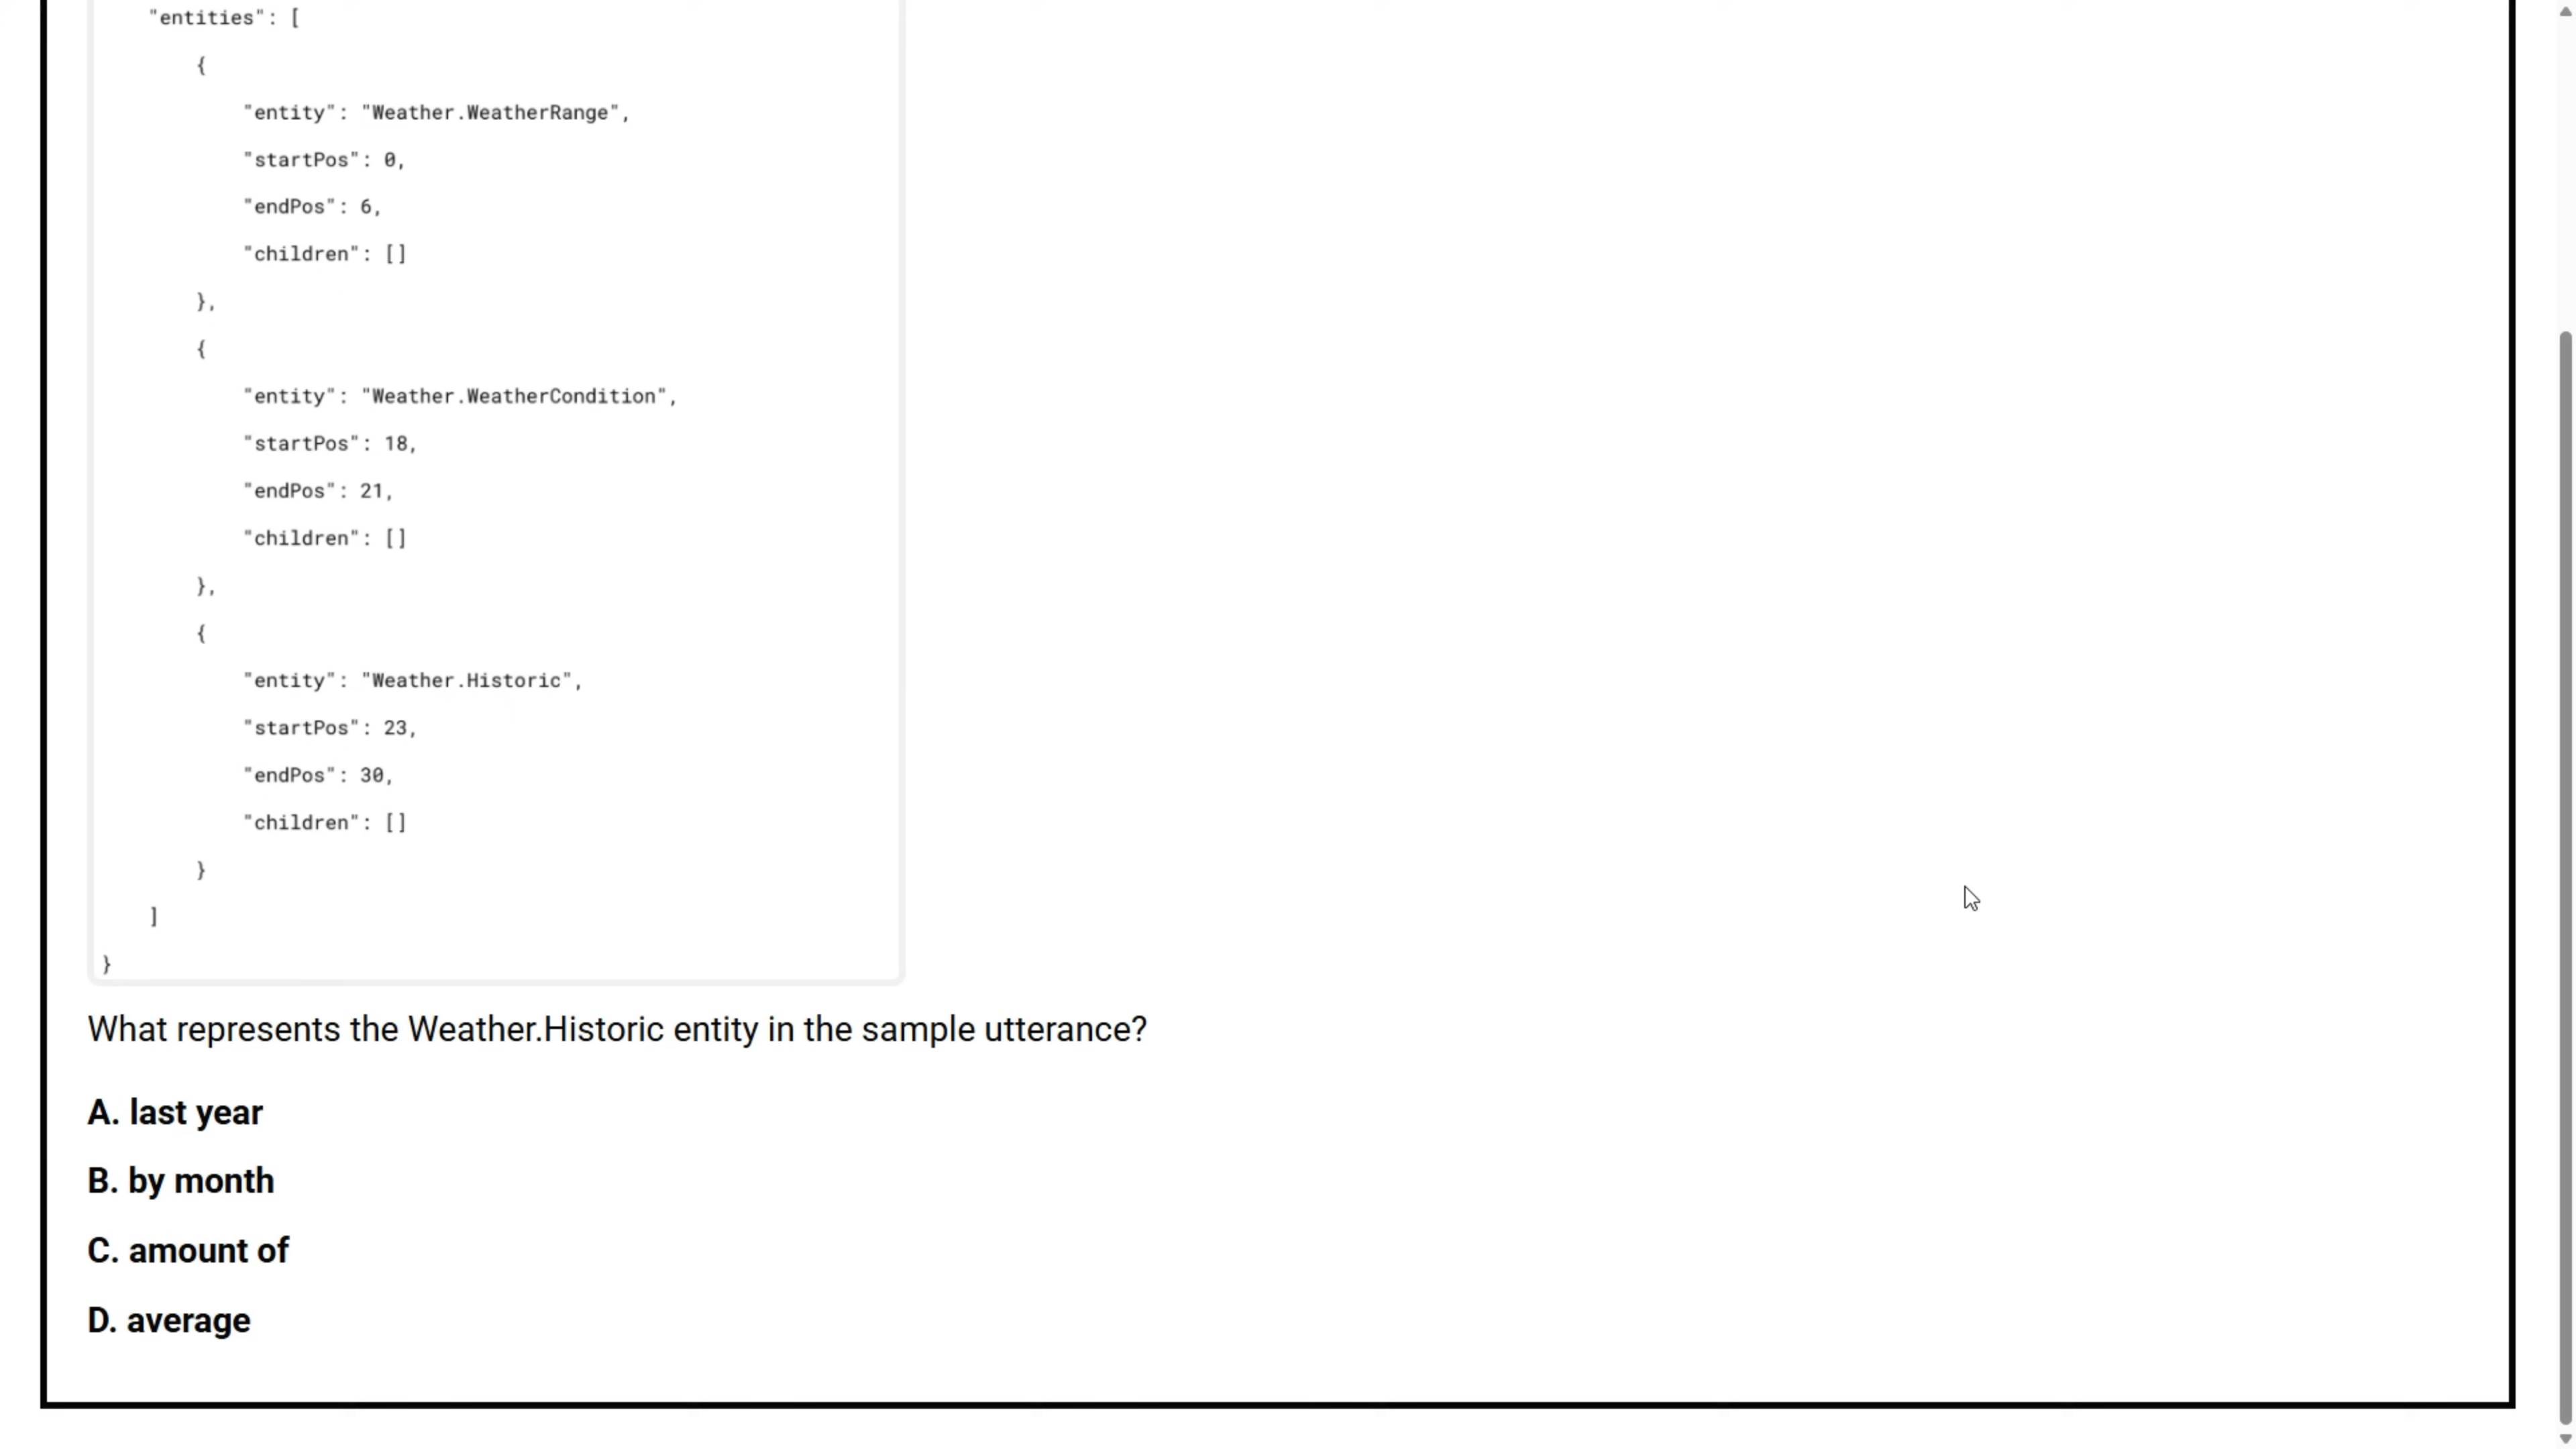 "entities": [
{
"entity": "Weather.WeatherRange",
"startPos": 0,
"endPos": 6,
"children": []
},
{
"entity": "Weather.WeatherCondition",
"startPos": 18,
"endPos": 21,
"children": []
},
{
"entity": "Weather.Historic",
"startPos": 23,
"endPos": 30,
"children": []
}
]
}
What represents the Weather.Historic entity in the sample utterance?
A. last year
B. by month
C. amount of
D. average